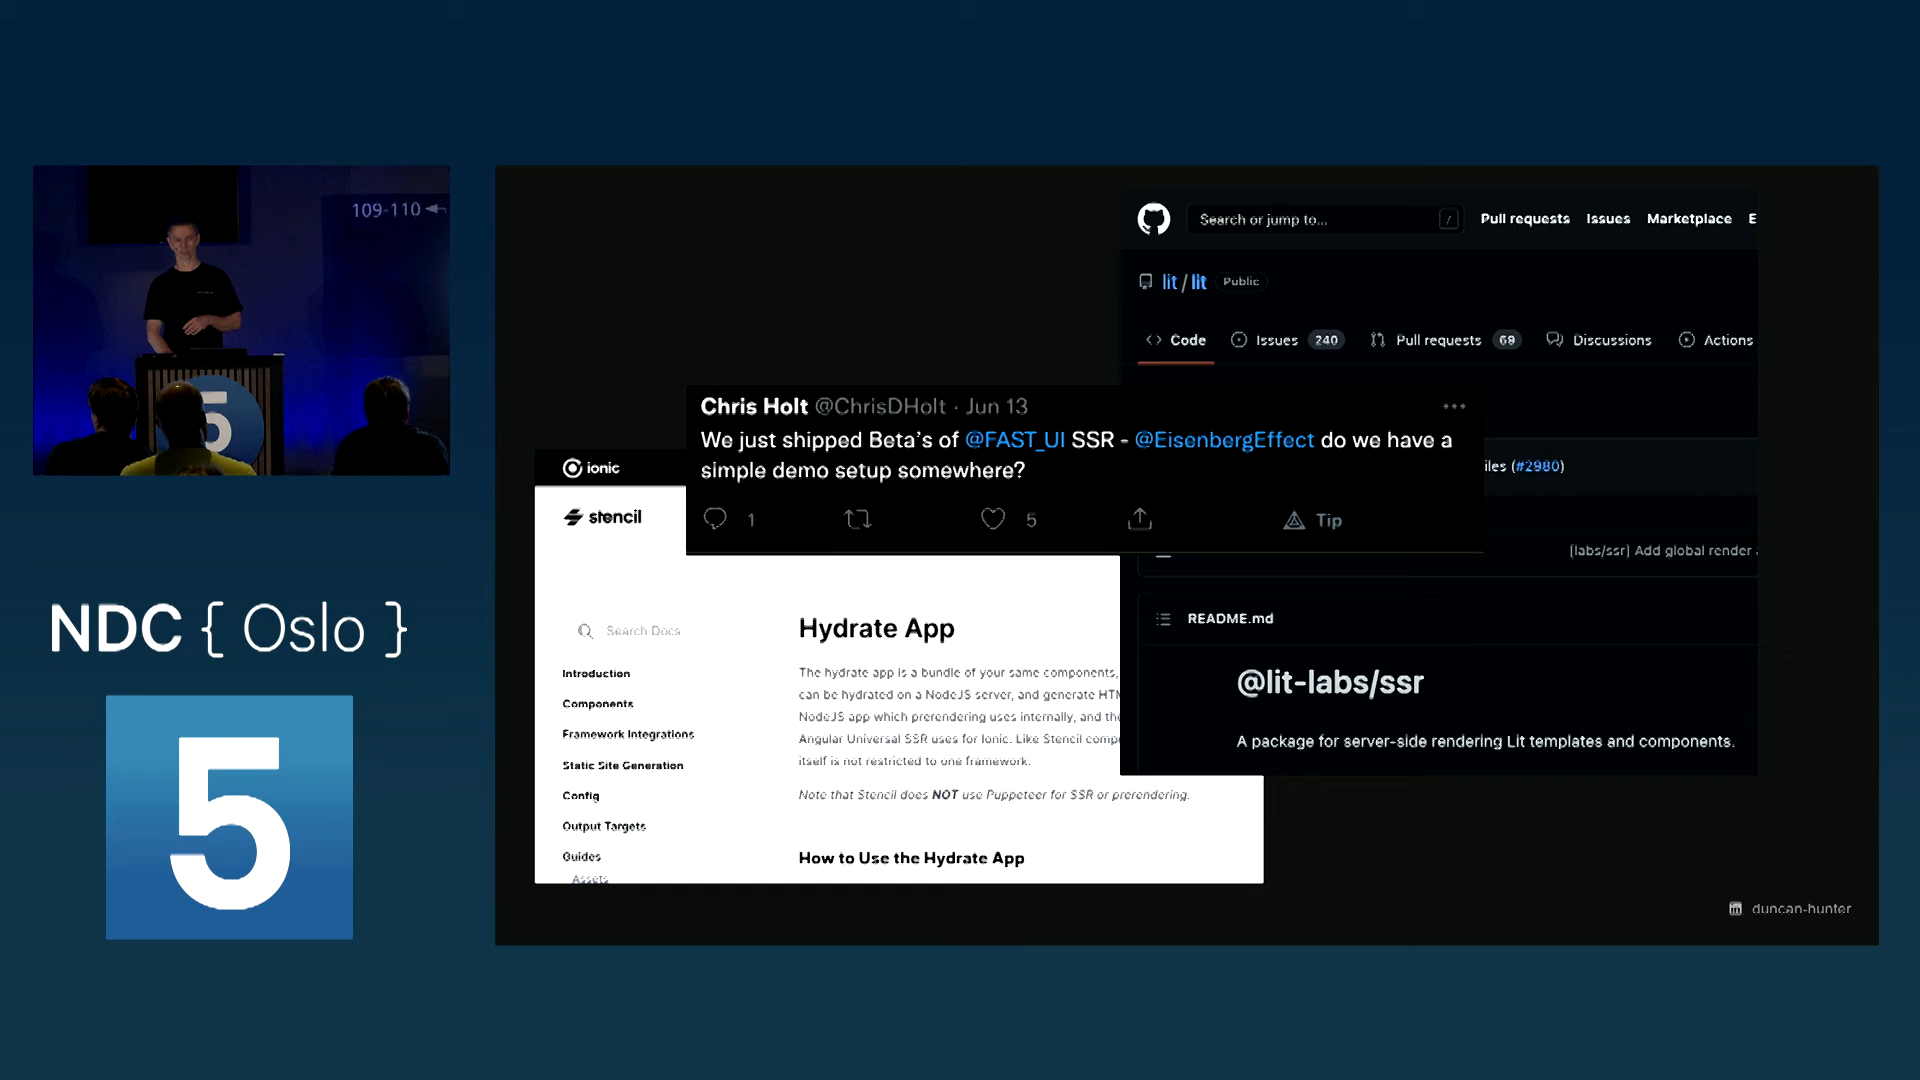 109-110
NDC { Oslo }
5
5
Search or jump to...
/
Pull requests
Issues
Marketplace
E
lit / lit
Public
Code
Issues 240
Pull requests 69
Discussions
Actions
Chris Holt @ChrisDHolt · Jun 13
We just shipped Beta's of @FAST_UI SSR - @EisenbergEffect do we have a
simple demo setup somewhere?
1
5
Tip
iles (#2980)
[labs/ssr] Add global render
README.md
@lit-labs/ssr
A package for server-side rendering Lit templates and components.
ionic
stencil
Search Docs
Introduction
Components
Framework Integrations
Static Site Generation
Config
Output Targets
Guides
Assets
Hydrate App
The hydrate app is a bundle of your same components,
can be hydrated on a NodeJS server, and generate HTM
NodeJS app which prerendering uses internally, and the
Angular Universal SSR uses for Ionic. Like Stencil comp
itself is not restricted to one framework.
Note that Stencil does NOT use Puppeteer for SSR or prerendering.
How to Use the Hydrate App
duncan-hunter